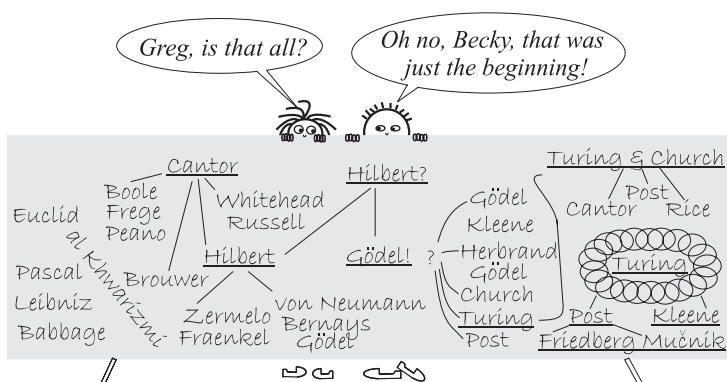 Greg, is that all?
Oh no, Becky, that was
just the beginning!
Cantor
Boole
Frege
Peano
Whitehead
Russell
Euclid
al Khwarizmi
Hilbert
Brouwer
Pascal
Leibniz
Babbage
Zermelo
Fraenkel
von Neumann
Bernays
Gödel
Hilbert?
Gödel!
?
Gödel
Kleene
Herbrand
Gödel
Church
Turing
Post
Turing & Church
Post
Cantor
Rice
Turing
Post
Kleene
Friedberg
Mučnik